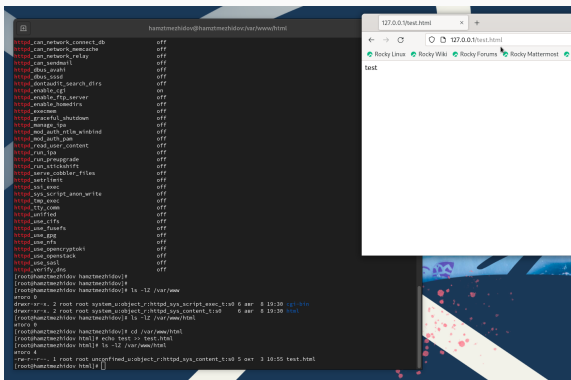 hamztmezhidov@hamzmezhidov:/var/www/html
httpd_can_network_connect_db off
httpd_can_network_memcache off
httpd_can_network_relay off
httpd_can_sendmail off
httpd_dbus_avahi off
httpd_dbus_sssd off
httpd_dontaudit_search_dirs off
httpd_enable_cgi on
httpd_enable_ftp_server off
httpd_enable_homedirs off
httpd_execmem off
httpd_graceful_shutdown off
httpd_manage_ipa off
httpd_mod_auth_ntlm_winbind off
httpd_mod_auth_pam off
httpd_read_user_content off
httpd_run_ipa off
httpd_run_preupgrade off
httpd_run_stickshift off
httpd_serve_cobbler_files off
httpd_setrlimit off
httpd_ssi_exec off
httpd_sys_script_anon_write off
httpd_tmp_exec off
httpd_tty_comm off
httpd_unified off
httpd_use_cifs off
httpd_use_fusefs off
httpd_use_gpg off
httpd_use_nfs off
httpd_use_opencryptoki off
httpd_use_openstack off
httpd_use_sasl off
httpd_verify_dns off
[root@hamztmezhidov hamzatmezhidov]#
[root@hamztmezhidov hamzatmezhidov]#
[root@hamztmezhidov hamzatmezhidov]# ls -lZ /var/www
итого 0
drwxr-xr-x. 2 root root system_u:object_r:httpd_sys_script_exec_t:s0 6 авг 8 19:30 cgi-bin
drwxr-xr-x. 2 root root system_u:object_r:httpd_sys_content_t:s0 6 авг 8 19:30 html
[root@hamztmezhidov hamzatmezhidov]# ls -lZ /var/www/html
итого 0
[root@hamztmezhidov hamzatmezhidov]# cd /var/www/html
[root@hamztmezhidov html]# echo test >> test.html
[root@hamztmezhidov html]# ls -lZ /var/www/html
итого 4
-rw-r--r--. 1 root root unconfined_u:object_r:httpd_sys_content_t:s0 5 окт 3 10:55 test.html
[root@hamztmezhidov html]#
127.0.0.1/test.html
127.0.0.1/test.html
Rocky Linux Rocky Wiki Rocky Forums Rocky Mattermost
test